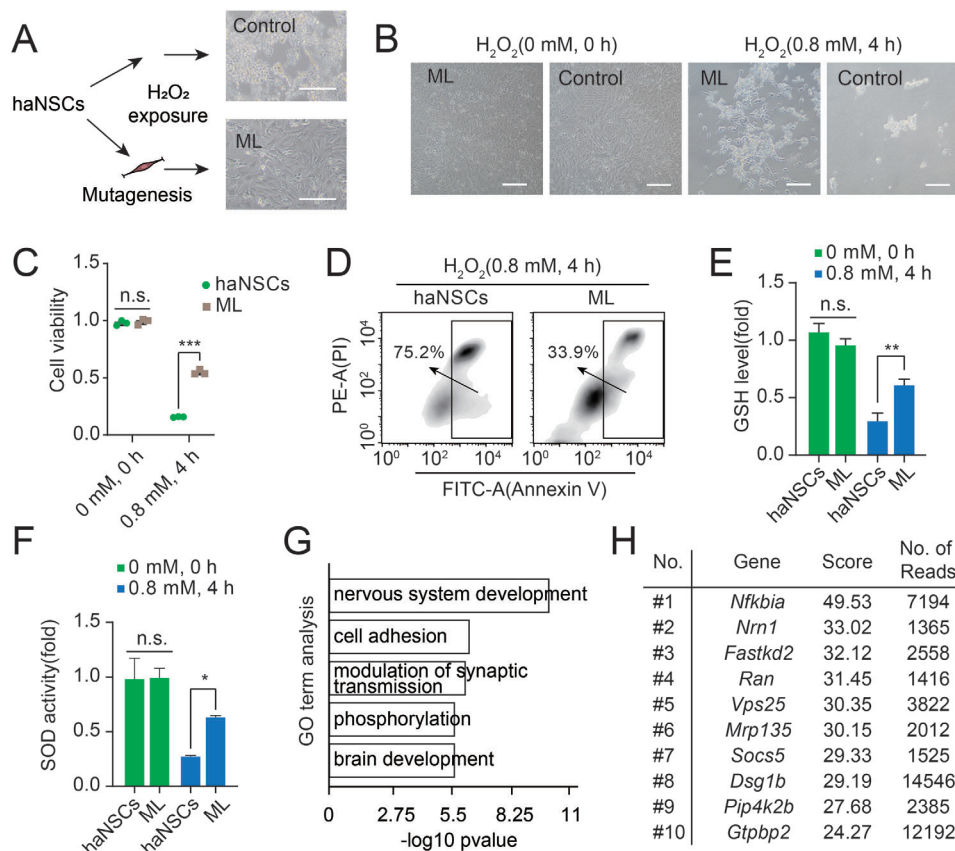 A
haNSCs
H₂O₂
exposure
Mutagenesis
Control
ML
B
H₂O₂(0 mM, 0 h)
H₂O₂(0.8 mM, 4 h)
ML
Control
ML
Control
C
Cell viability
1.5
1.0
0.5
0.0
n.s.
***
haNSCs
ML
0 mM, 0 h
0.8 mM, 4 h
D
H₂O₂(0.8 mM, 4 h)
haNSCs
ML
PE-A(PI)
10⁴
10²
10⁰
75.2%
33.9%
10⁰ 10² 10⁴
10⁰ 10² 10⁴
FITC-A(Annexin V)
E
0 mM, 0 h
0.8 mM, 4 h
GSH level(fold)
1.5
1.0
0.5
0.0
n.s.
**
haNSCs
ML
haNSCs
ML
F
0 mM, 0 h
0.8 mM, 4 h
SOD activity(fold)
1.5
1.0
0.5
0.0
n.s.
*
haNSCs
ML
haNSCs
ML
G
GO term analysis
nervous system development
cell adhesion
modulation of synaptic
transmission
phosphorylation
brain development
0 2.75 5.5 8.25 11
-log10 pvalue
H
No. Gene Score No. of
Reads
#1 Nfkbia 49.53 7194
#2 Nrn1 33.02 1365
#3 Fastkd2 32.12 2558
#4 Ran 31.45 1416
#5 Vps25 30.35 3822
#6 Mrp135 30.15 2012
#7 Socs5 29.33 1525
#8 Dsg1b 29.19 14546
#9 Pip4k2b 27.68 2385
#10 Gtpbp2 24.27 12192